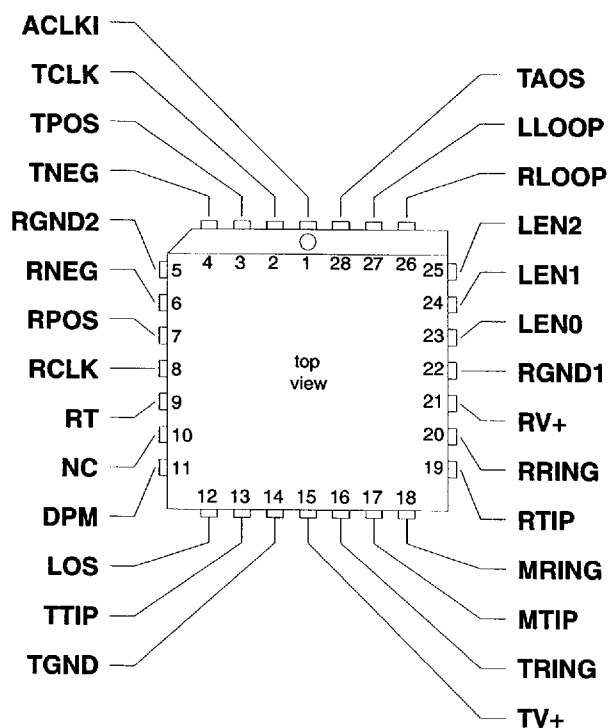 ACLKI
TCLK
TPOS
TNEG
RGND2
RNEG
RPOS
RCLK
RT
NC
DPM
LOS
TTIP
TGND
TAOS
LLOOP
RLOOP
LEN2
LEN1
LEN0
RGND1
RV+
RRING
RTIP
MRING
MTIP
TRING
TV+
4 3 2 1 28 27 26
5
6
7
8
9
10
11
25
24
23
22
21
20
19
top
view
12 13 14 15 16 17 18